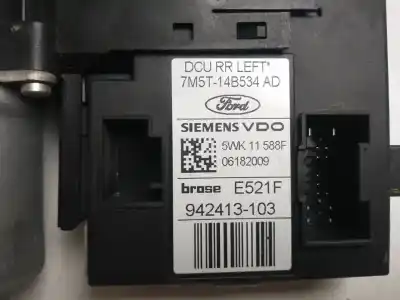 DCU RR LEFT*
7M5T-14B534 AD
Ford
SIEMENS VDO
5WK 11 588F
06182009
brose E521F
942413-103